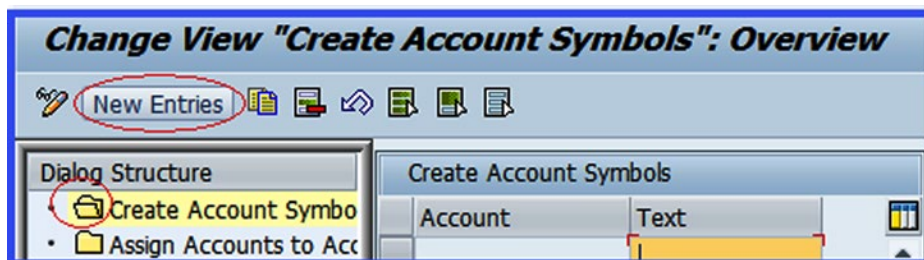 Change View "Create Account Symbols": Overview
New Entries
Dialog Structure
Create Account Symbo
Assign Accounts to Acc
Create Account Symbols
Account Text